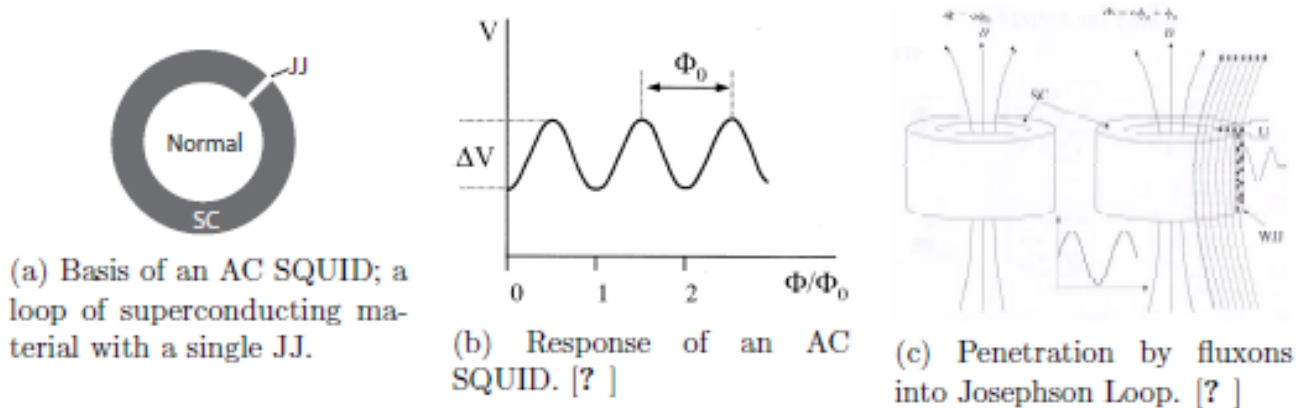 JJ
Normal
SC
(a) Basis of an AC SQUID; a
loop of superconducting ma-
terial with a single JJ.
V
Φ₀
ΔV
0 1 2 Φ/Φ₀
(b) Response of an AC
SQUID. [? ]
B B
SC
U
WJJ
(c) Penetration by fluxons
into Josephson Loop. [? ]